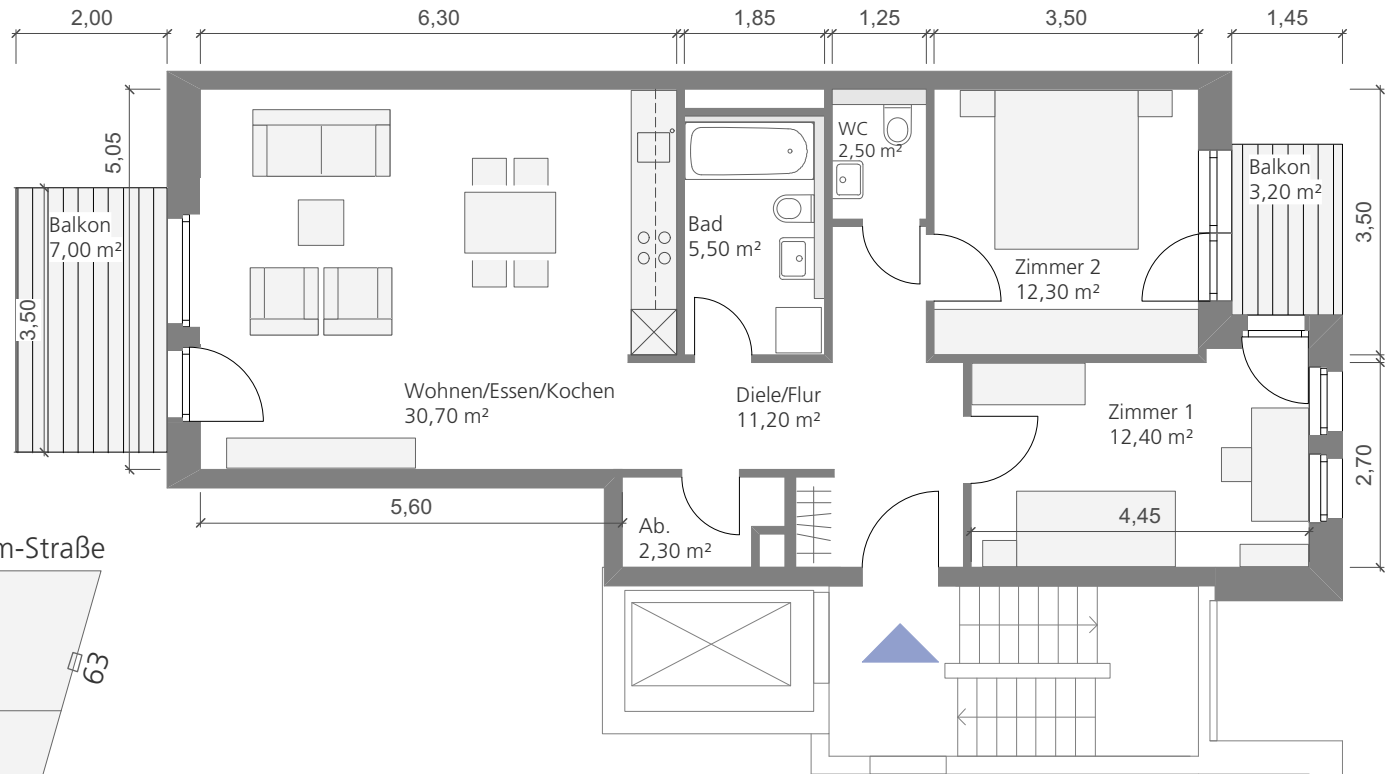 2,00
6,30
1,85
1,25
3,50
1,45
5,05
Balkon
7,00 m²
3,50
WC
2,50 m²
Bad
5,50 m²
Zimmer 2
12,30 m²
Balkon
3,20 m²
3,50
Wohnen/Essen/Kochen
30,70 m²
Diele/Flur
11,20 m²
Zimmer 1
12,40 m²
2,70
5,60
4,45
Ab.
2,30 m²
m-Straße
63